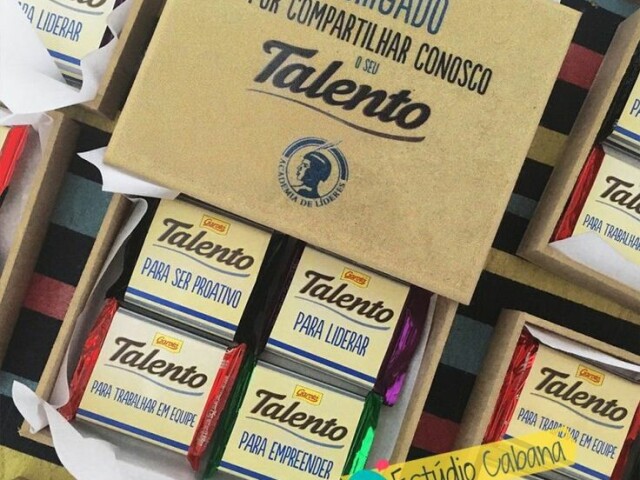 PARA LIDERAR
POR COMPARTILHAR CONOSCO
O SEU
Talento
ACADEMIA DE LÍDERES
Garoto
Talento
PARA SER PROATIVO
Garoto
Talento
PARA LIDERAR
Garoto
Talento
PARA TRABALHAR EM EQUIPE
Garoto
Talento
PARA EMPREENDER
Talento
PARA TRABALHAR
Garoto
Talento
PARA TRABALHAR EM EQUIPE
Estúdio Cabana